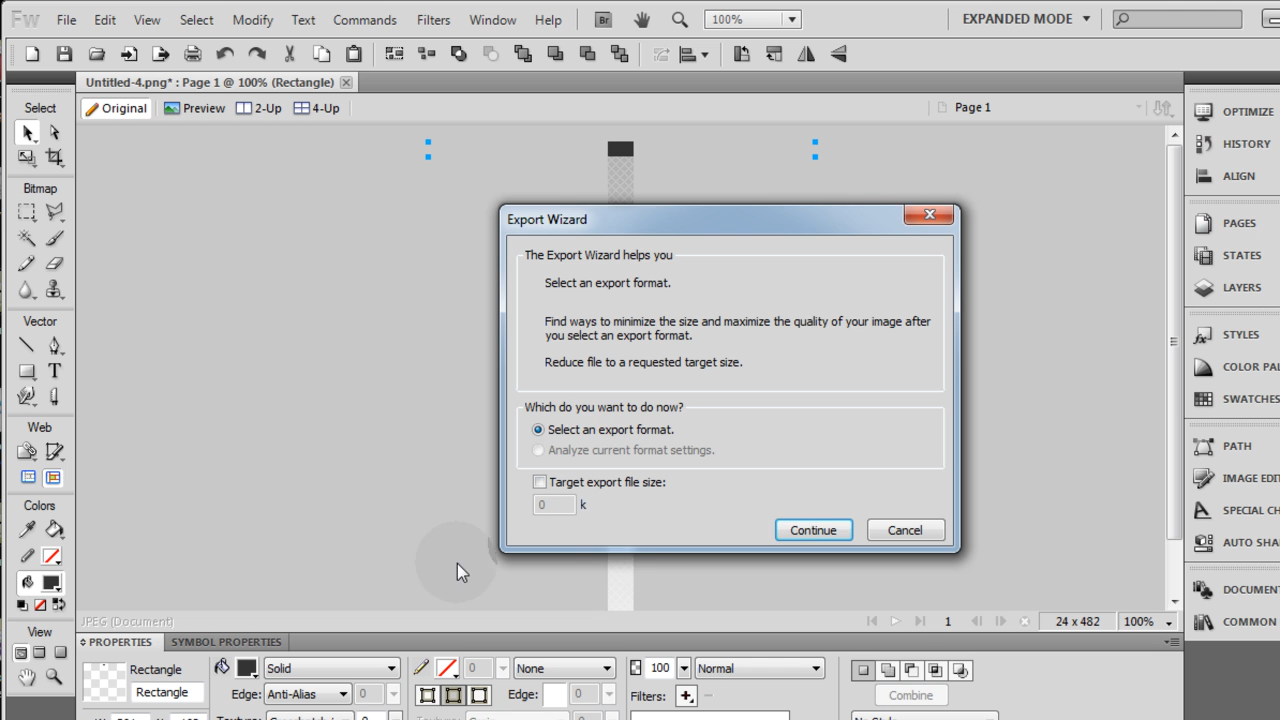 Fw File Edit View Select Modify Text Commands Filters Window Help Br 100% EXPANDED MODE
Untitled-4.png* : Page 1 @ 100% (Rectangle)
Original Preview 2-Up 4-Up Page 1
Select
Bitmap
Vector
T
Web
Colors
View
OPTIMIZE
HISTORY
ALIGN
PAGES
STATES
LAYERS
STYLES
COLOR PAL
SWATCHES
PATH
IMAGE EDIT
SPECIAL CH
AUTO SHA
DOCUMENT
COMMON
Export Wizard
The Export Wizard helps you
Select an export format.
Find ways to minimize the size and maximize the quality of your image after
you select an export format.
Reduce file to a requested target size.
Which do you want to do now?
Select an export format.
Analyze current format settings.
Target export file size:
0 k
Continue Cancel
JPEG (Document) 1 24 x 482 100%
PROPERTIES SYMBOL PROPERTIES
Rectangle Solid 0 None 100 Normal
Rectangle Edge: Anti-Alias 0 Edge: 0 Filters: Combine